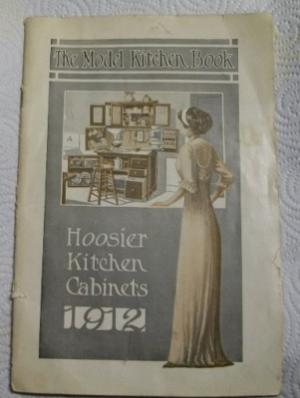 The Model Kitchen Book
Hoosier
Kitchen
Cabinets
1912